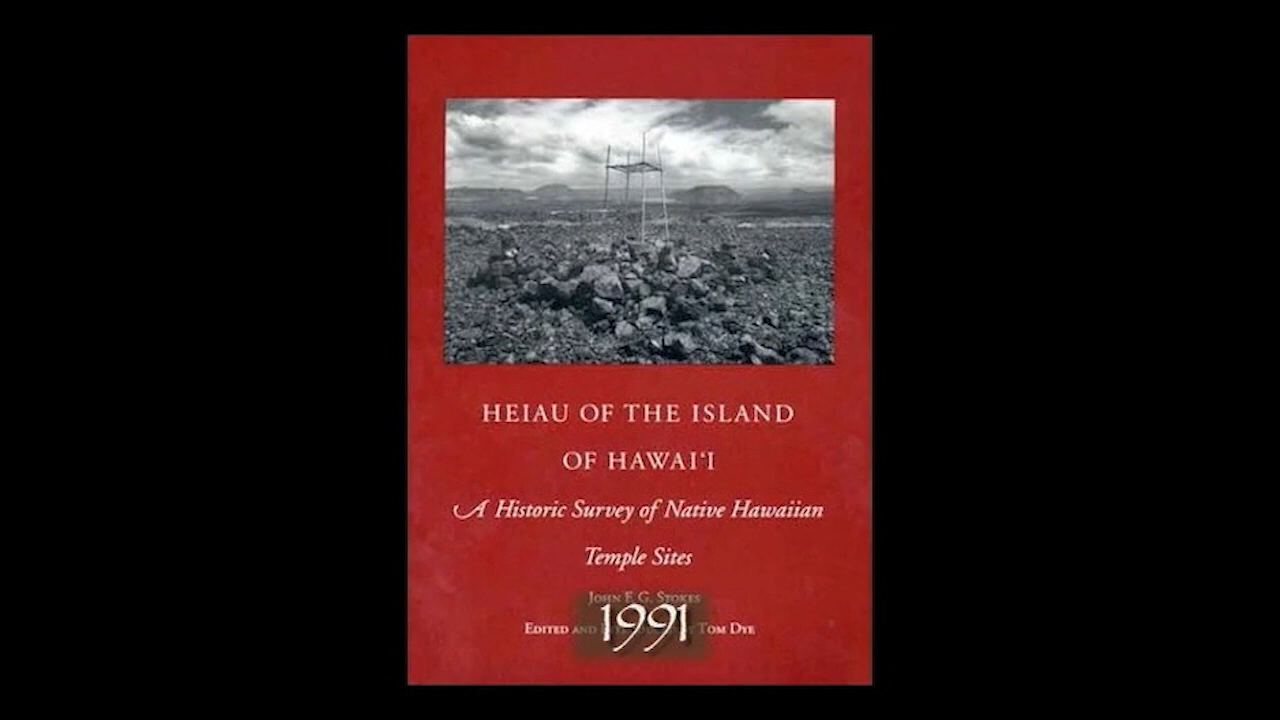 HEIAU OF THE ISLAND
OF HAWAIʻI
A Historic Survey of Native Hawaiian
Temple Sites
JOHN F. G. STOKES
1991
EDITED AND TOM DYE